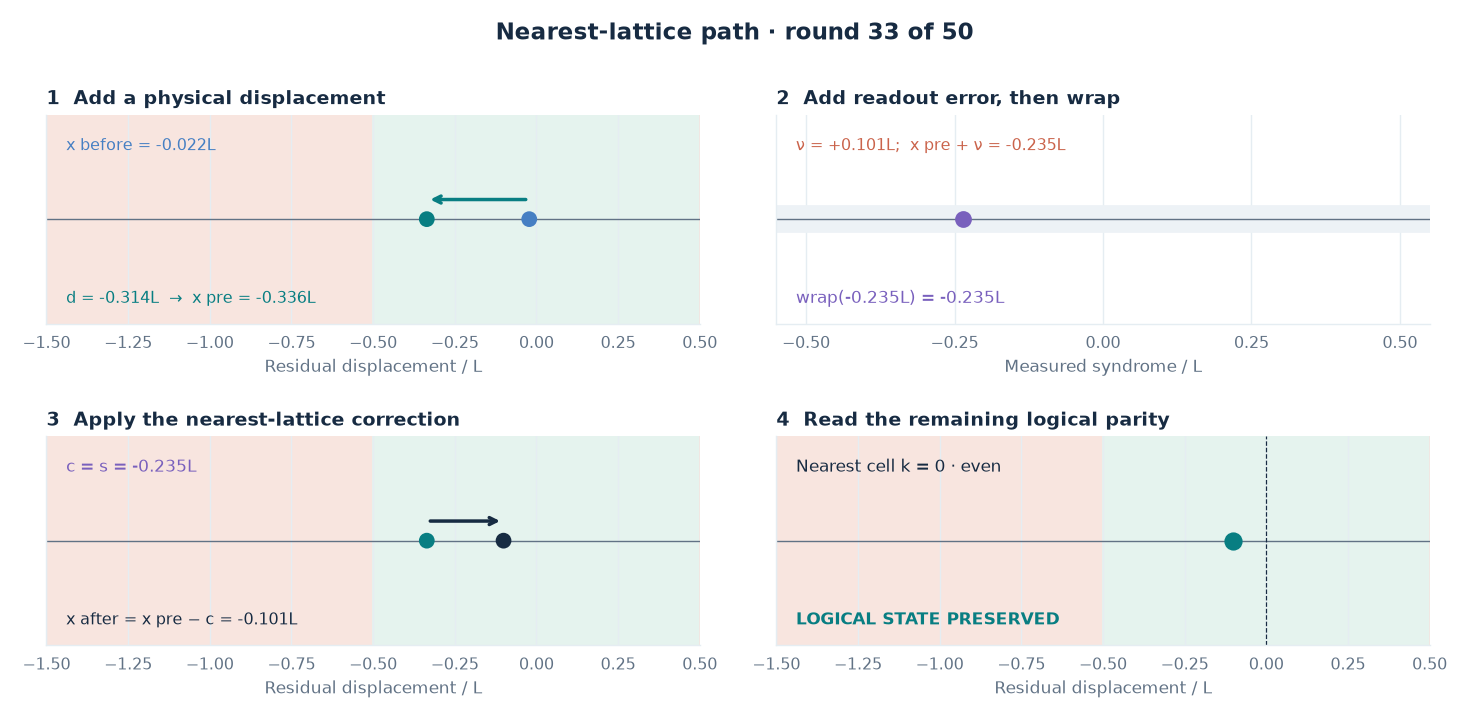 Nearest-lattice path · round 33 of 50
1 Add a physical displacement
x before = -0.022L
d = -0.314L → x pre = -0.336L
−1.50 −1.25 −1.00 −0.75 −0.50 −0.25 0.00 0.25 0.50
Residual displacement / L
2 Add readout error, then wrap
ν = +0.101L; x pre + ν = -0.235L
wrap(-0.235L) = -0.235L
−0.50 −0.25 0.00 0.25 0.50
Measured syndrome / L
3 Apply the nearest-lattice correction
c = s = -0.235L
x after = x pre − c = -0.101L
−1.50 −1.25 −1.00 −0.75 −0.50 −0.25 0.00 0.25 0.50
Residual displacement / L
4 Read the remaining logical parity
Nearest cell k = 0 · even
LOGICAL STATE PRESERVED
−1.50 −1.25 −1.00 −0.75 −0.50 −0.25 0.00 0.25 0.50
Residual displacement / L